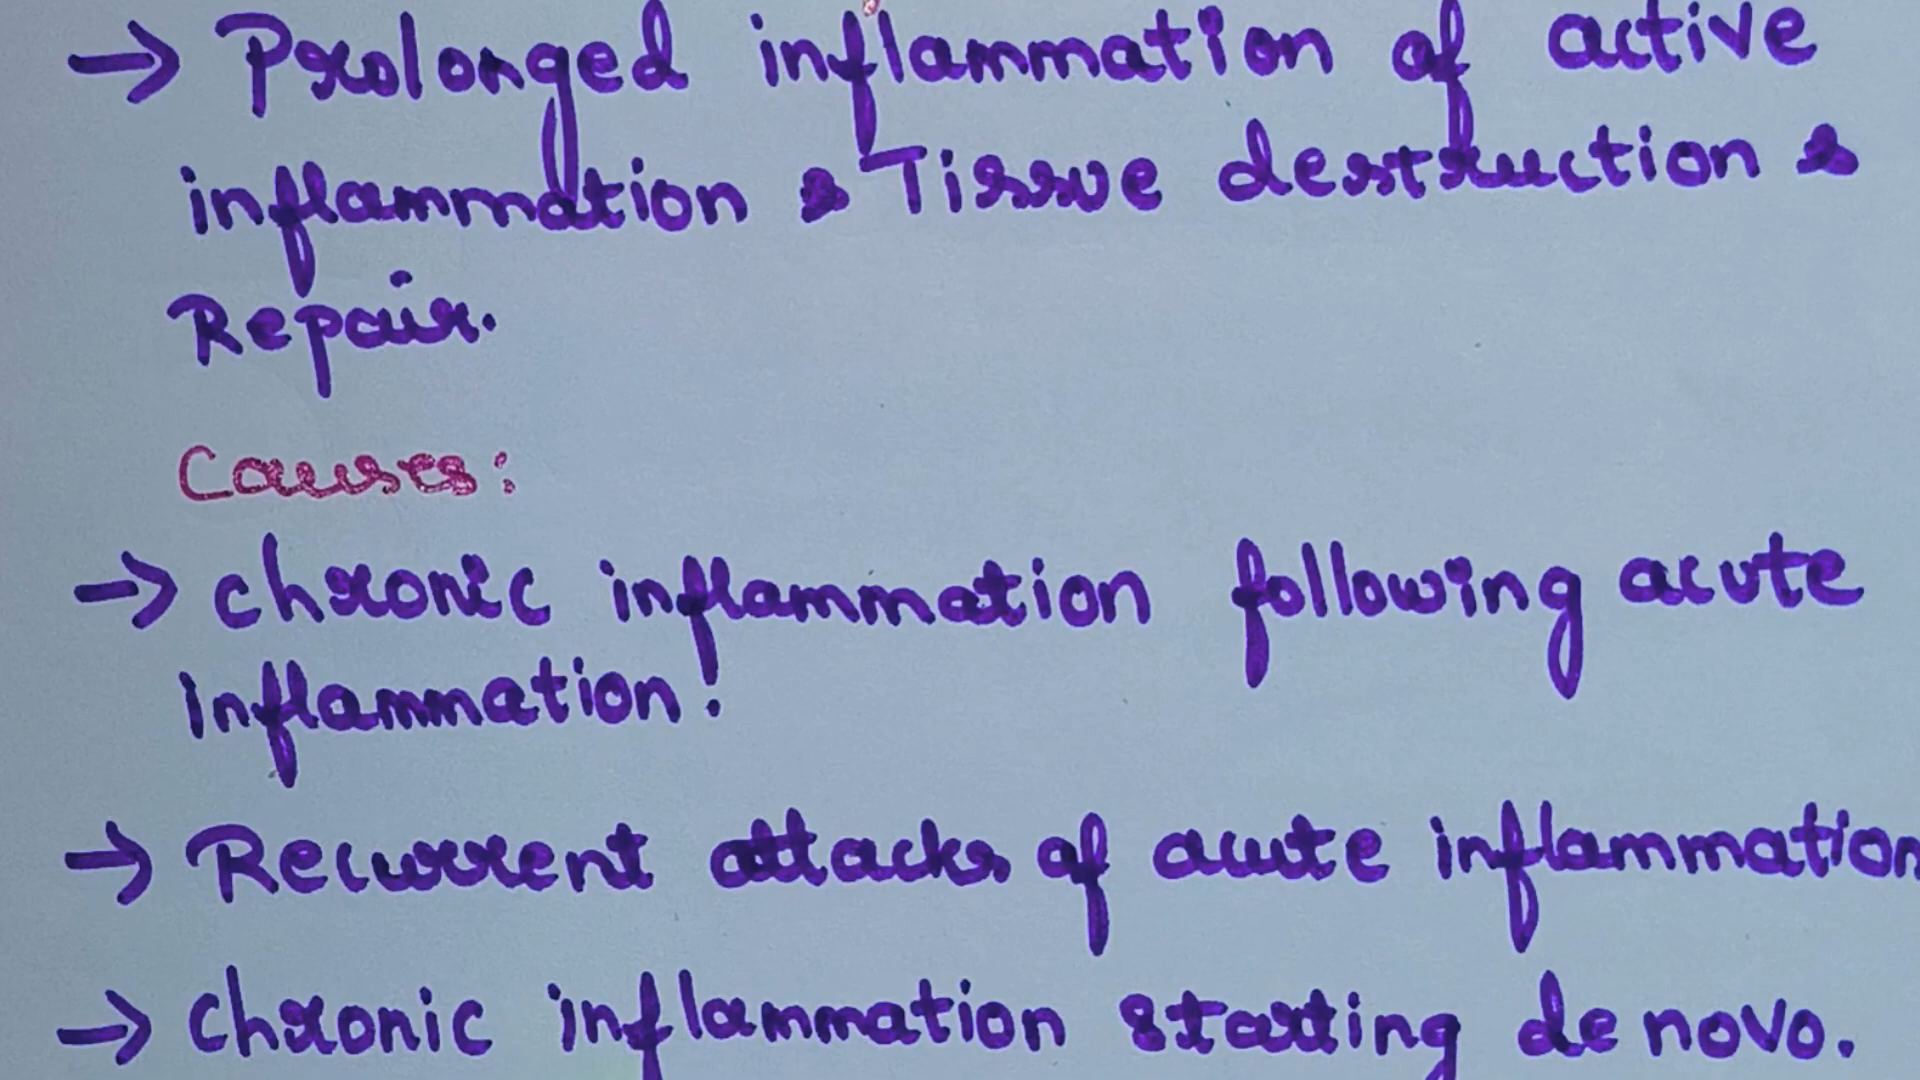 → Prolonged inflammation of active
inflammation & Tissue destruction &
Repair.
Causes:
→ chronic inflammation following acute
inflammation!
→ Recurrent attacks of acute inflammation
→ chronic inflammation starting de novo.